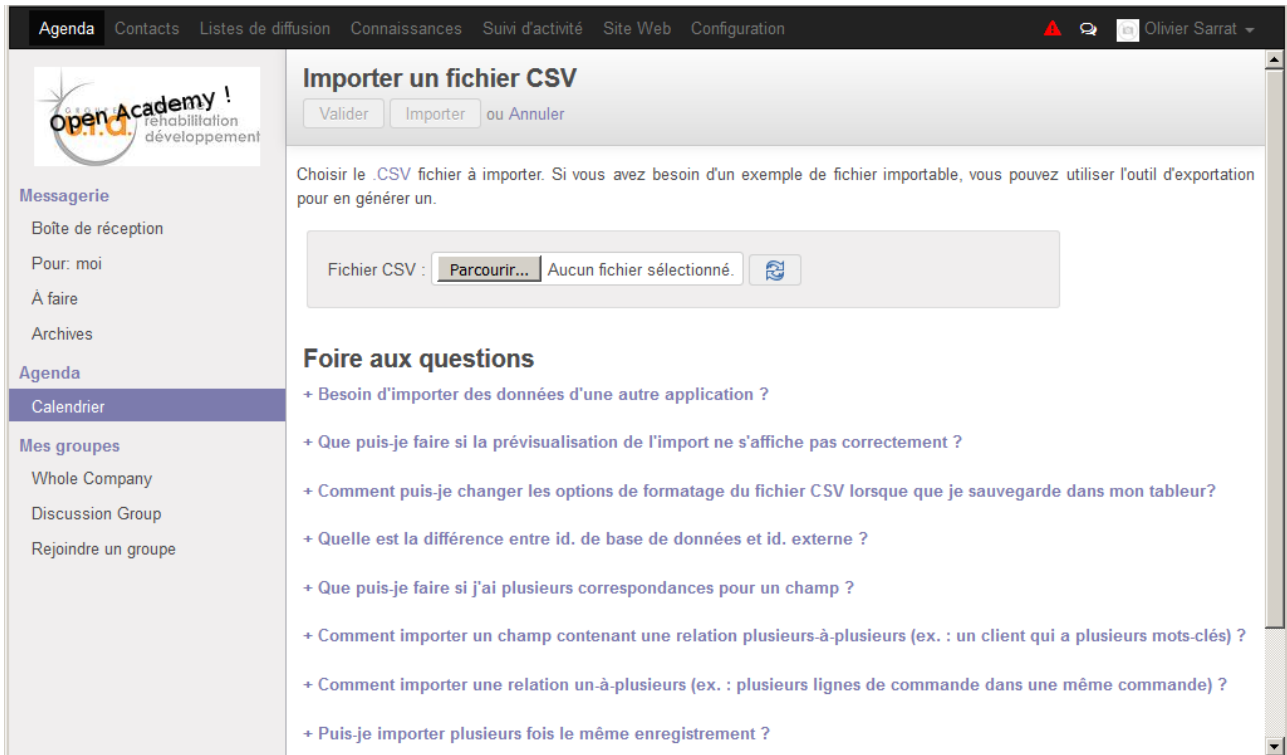 Agenda Contacts Listes de diffusion Connaissances Suivi d'activité Site Web Configuration Olivier Sarrat
Open Academy !
GROUPE
u.r.d.
réhabilitation
développement
Messagerie
Boîte de réception
Pour: moi
À faire
Archives
Agenda
Calendrier
Mes groupes
Whole Company
Discussion Group
Rejoindre un groupe
Importer un fichier CSV
Valider Importer ou Annuler
Choisir le .CSV fichier à importer. Si vous avez besoin d'un exemple de fichier importable, vous pouvez utiliser l'outil d'exportation
pour en générer un.
Fichier CSV : Parcourir... Aucun fichier sélectionné.
Foire aux questions
+ Besoin d'importer des données d'une autre application ?
+ Que puis-je faire si la prévisualisation de l'import ne s'affiche pas correctement ?
+ Comment puis-je changer les options de formatage du fichier CSV lorsque que je sauvegarde dans mon tableur?
+ Quelle est la différence entre id. de base de données et id. externe ?
+ Que puis-je faire si j'ai plusieurs correspondances pour un champ ?
+ Comment importer un champ contenant une relation plusieurs-à-plusieurs (ex. : un client qui a plusieurs mots-clés) ?
+ Comment importer une relation un-à-plusieurs (ex. : plusieurs lignes de commande dans une même commande) ?
+ Puis-je importer plusieurs fois le même enregistrement ?